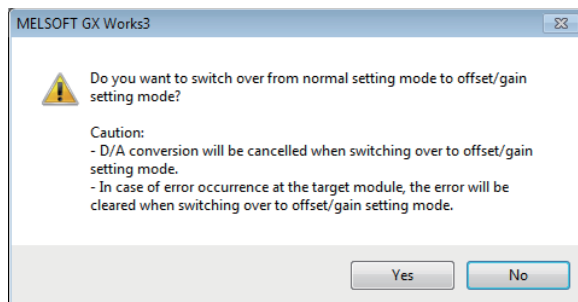 MELSOFT GX Works3
Do you want to switch over from normal setting mode to offset/gain
setting mode?
Caution:
- D/A conversion will be cancelled when switching over to offset/gain
setting mode.
- In case of error occurrence at the target module, the error will be
cleared when switching over to offset/gain setting mode.
Yes
No